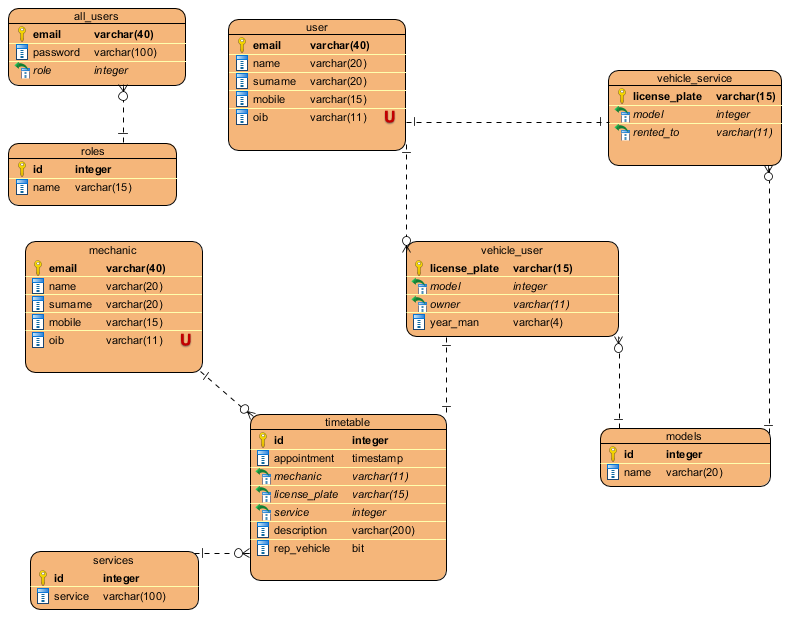 all_users
email varchar(40)
password varchar(100)
role integer
roles
id integer
name varchar(15)
user
email varchar(40)
name varchar(20)
surname varchar(20)
mobile varchar(15)
oib varchar(11) U
vehicle_service
license_plate varchar(15)
model integer
rented_to varchar(11)
mechanic
email varchar(40)
name varchar(20)
surname varchar(20)
mobile varchar(15)
oib varchar(11) U
vehicle_user
license_plate varchar(15)
model integer
owner varchar(11)
year_man varchar(4)
timetable
id integer
appointment timestamp
mechanic varchar(11)
license_plate varchar(15)
service integer
description varchar(200)
rep_vehicle bit
models
id integer
name varchar(20)
services
id integer
service varchar(100)